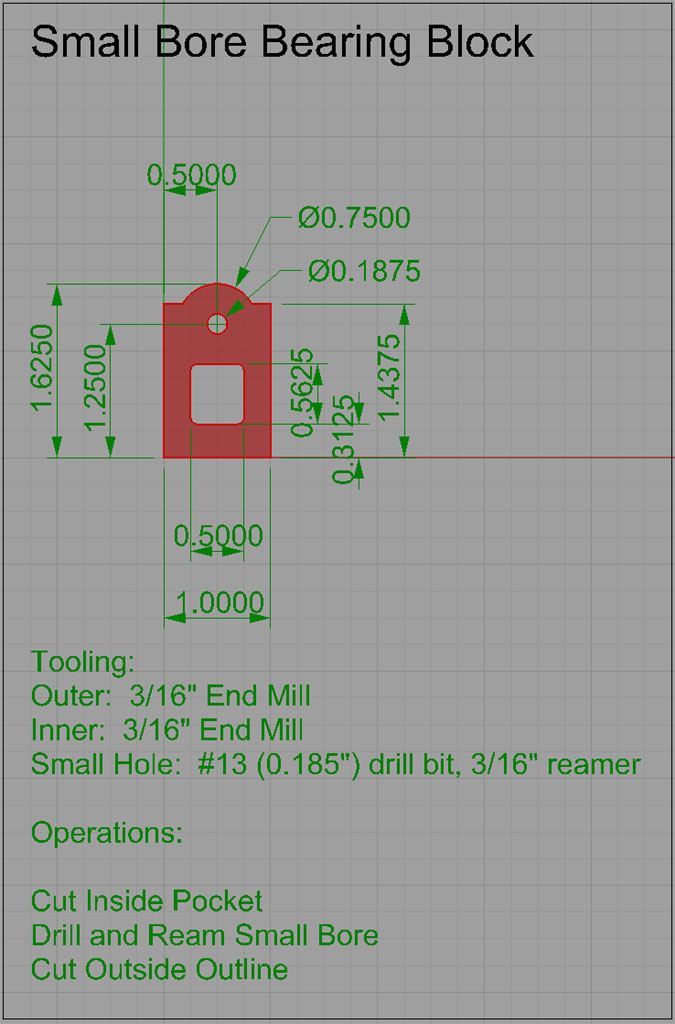 Small Bore Bearing Block
0.5000
Ø0.7500
Ø0.1875
1.6250
1.2500
0.5625
0.3125
1.4375
0.5000
1.0000
Tooling:
Outer:  3/16" End Mill
Inner:  3/16" End Mill
Small Hole:  #13 (0.185") drill bit, 3/16" reamer
Operations:
Cut Inside Pocket
Drill and Ream Small Bore
Cut Outside Outline